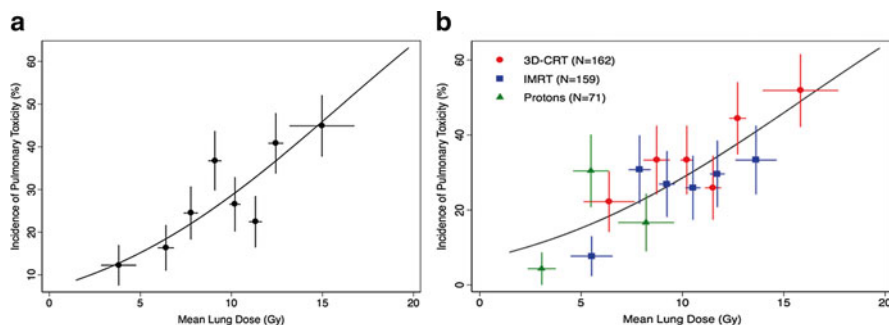 a
Incidence of Pulmonary Toxicity (%)
60
50
40
30
20
10
0
5
10
15
20
Mean Lung Dose (Gy)
b
3D-CRT (N=162)
IMRT (N=159)
Protons (N=71)
Incidence of Pulmonary Toxicity (%)
60
40
20
0
0
5
10
15
20
Mean Lung Dose (Gy)